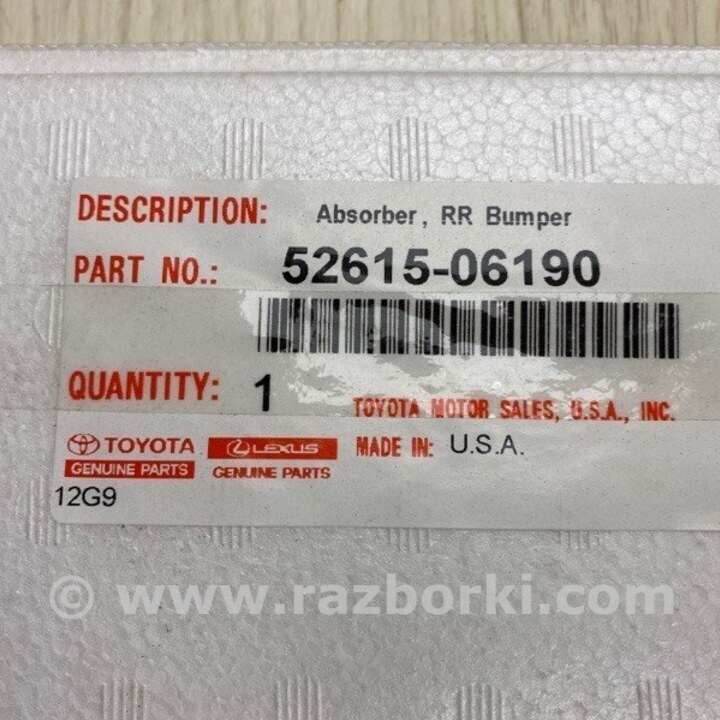 DESCRIPTION: Absorber, RR Bumper
PART NO.: 52615-06190
QUANTITY: 1 TOYOTA MOTOR SALES, U.S.A., INC.
TOYOTA LEXUS MADE IN: U.S.A.
GENUINE PARTS GENUINE PARTS
12G9
© www.razborki.com